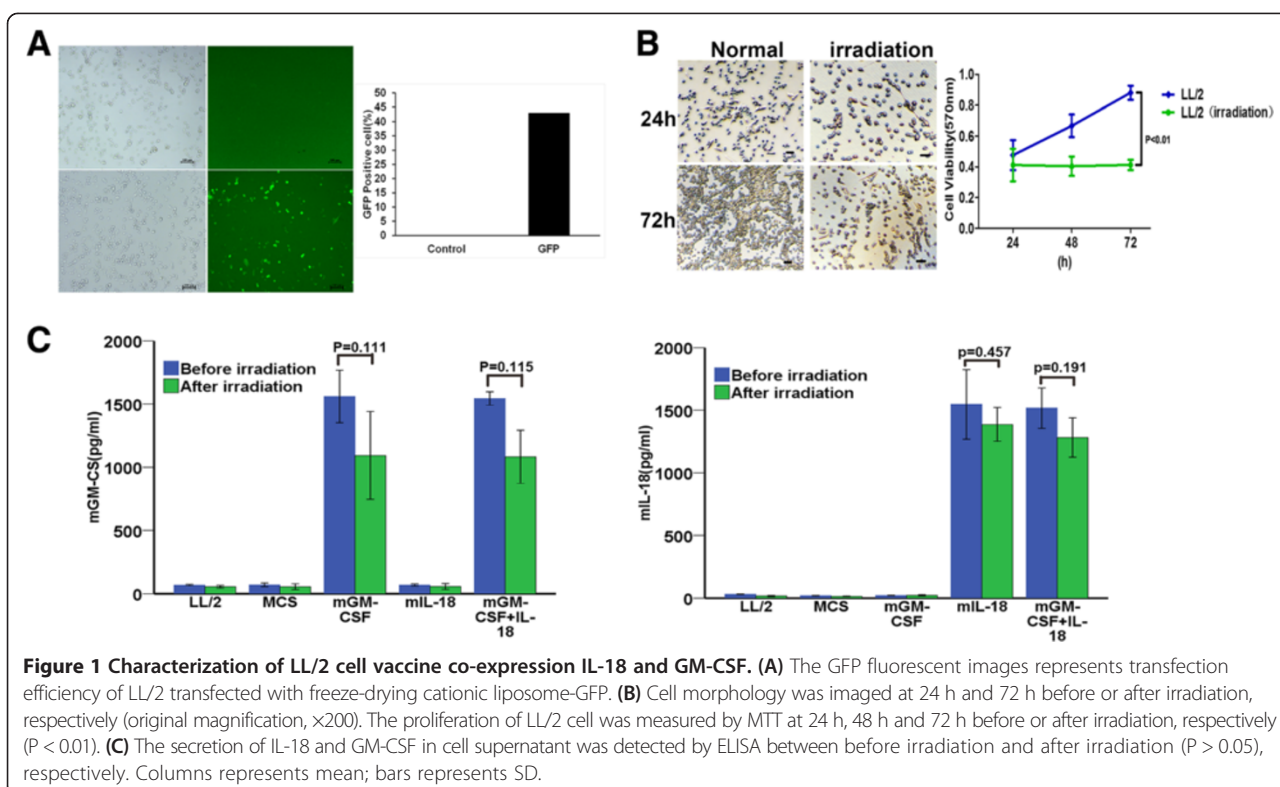 A
GFP Positive cell(%)
50
45
40
35
30
25
20
15
10
5
0
Control GFP
B
Normal irradiation
24h
72h
Cell Viability(570nm)
1.0
0.8
0.6
0.4
0.2
0.0
24 48 72
(h)
LL/2
LL/2 (irradiation)
P<0.01
C
mGM-CS(pg/ml)
2000
1500
1000
500
0
Before irradiation
After irradiation
P=0.111
P=0.115
LL/2 MCS mGM-CSF mIL-18 mGM-CSF+IL-18
mIL-18(pg/ml)
2000
1500
1000
500
0
Before irradiation
After irradiation
p=0.457
p=0.191
LL/2 MCS mGM-CSF mIL-18 mGM-CSF+IL-18
Figure 1 Characterization of LL/2 cell vaccine co-expression IL-18 and GM-CSF. (A) The GFP fluorescent images represents transfection
efficiency of LL/2 transfected with freeze-drying cationic liposome-GFP. (B) Cell morphology was imaged at 24 h and 72 h before or after irradiation,
respectively (original magnification, ×200). The proliferation of LL/2 cell was measured by MTT at 24 h, 48 h and 72 h before or after irradiation, respectively
(P < 0.01). (C) The secretion of IL-18 and GM-CSF in cell supernatant was detected by ELISA between before irradiation and after irradiation (P > 0.05),
respectively. Columns represents mean; bars represents SD.